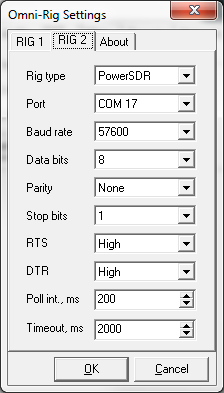 Omni-Rig Settings
RIG 1 RIG 2 About
Rig type PowerSDR
Port COM 17
Baud rate 57600
Data bits 8
Parity None
Stop bits 1
RTS High
DTR High
Poll int., ms 200
Timeout, ms 2000
OK Cancel